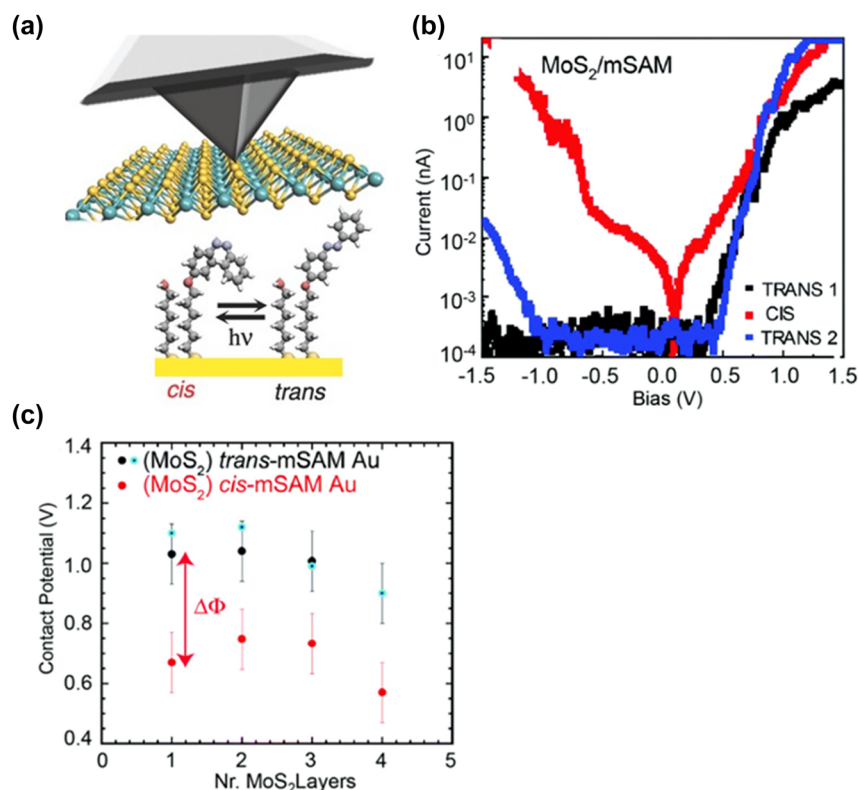 (a)
hν
cis
trans
(b)
MoS₂/mSAM
Current (nA)
10¹
10⁰
10⁻¹
10⁻²
10⁻³
10⁻⁴
TRANS 1
CIS
TRANS 2
-1.5 -1.0 -0.5 0.0 0.5 1.0 1.5
Bias (V)
(c)
Contact Potential (V)
1.4
1.2
1.0
0.8
0.6
0.4
(MoS₂) trans-mSAM Au
(MoS₂) cis-mSAM Au
ΔΦ
0 1 2 3 4 5
Nr. MoS₂Layers